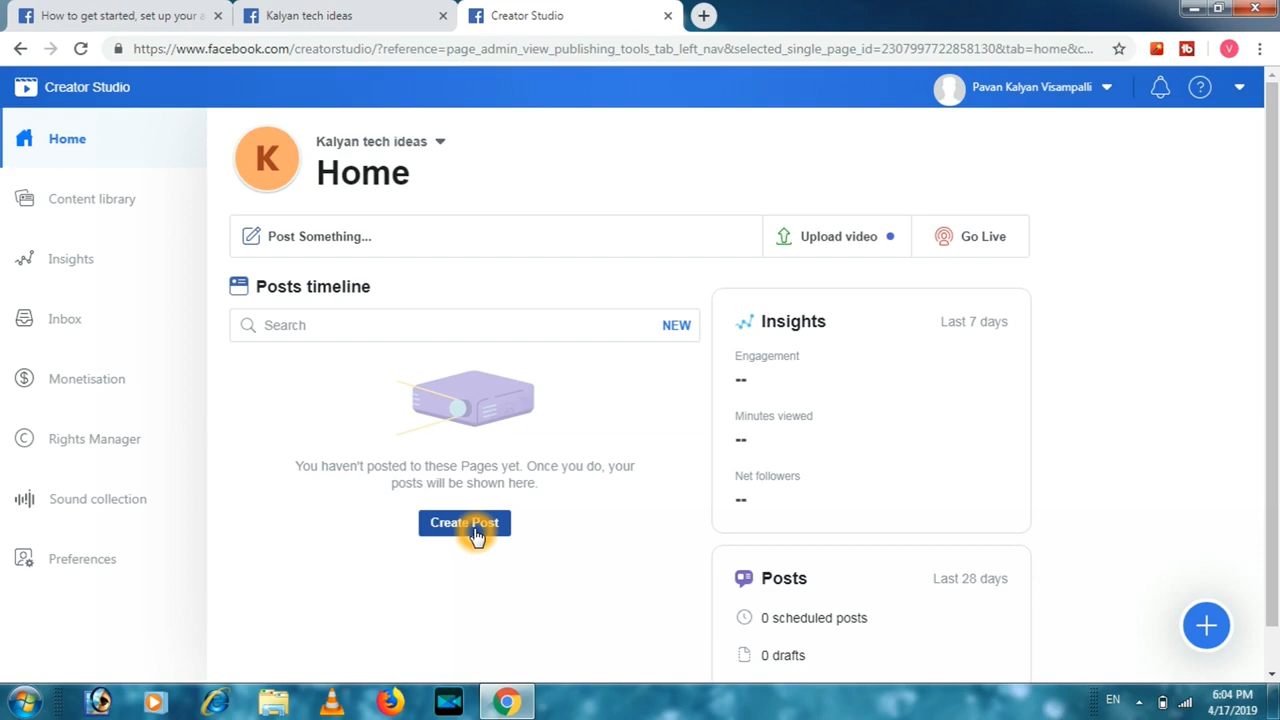 How to get started, set up your a
Kalyan tech ideas
Creator Studio
https://www.facebook.com/creatorstudio/?reference=page_admin_view_publishing_tools_tab_left_nav&selected_single_page_id=2307997722858130&tab=home&c...
V
Creator Studio
Pavan Kalyan Visampalli
?
Home
Content library
Insights
Inbox
Monetisation
Rights Manager
Sound collection
Preferences
K
Kalyan tech ideas
Home
Post Something...
Upload video
Go Live
Posts timeline
Search
NEW
You haven't posted to these Pages yet. Once you do, your
posts will be shown here.
Create Post
Insights
Last 7 days
Engagement
--
Minutes viewed
--
Net followers
--
Posts
Last 28 days
0 scheduled posts
0 drafts
EN
6:04 PM
4/17/2019